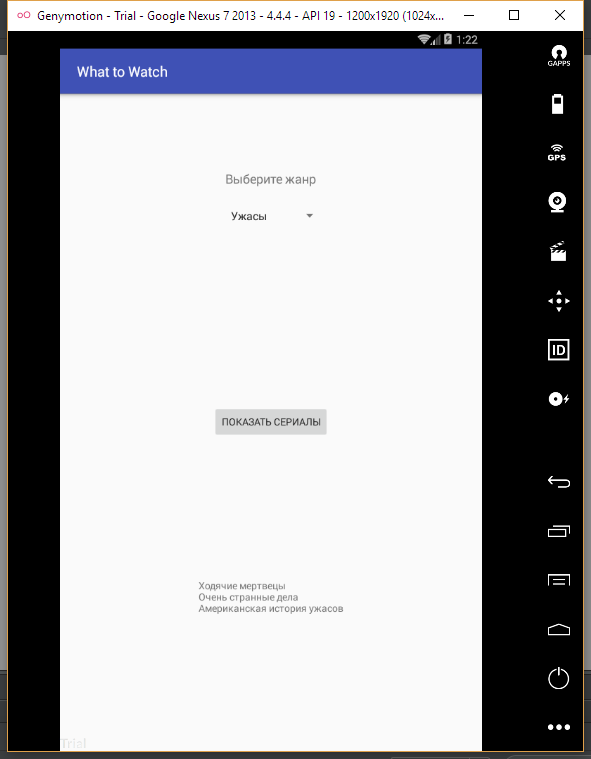 Genymotion - Trial - Google Nexus 7 2013 - 4.4.4 - API 19 - 1200x1920 (1024x...
GAPPS
1:22
What to Watch
GPS
Выберите жанр
Ужасы
ID
ПОКАЗАТЬ СЕРИАЛЫ
Ходячие мертвецы
Очень странные дела
Американская история ужасов
Trial